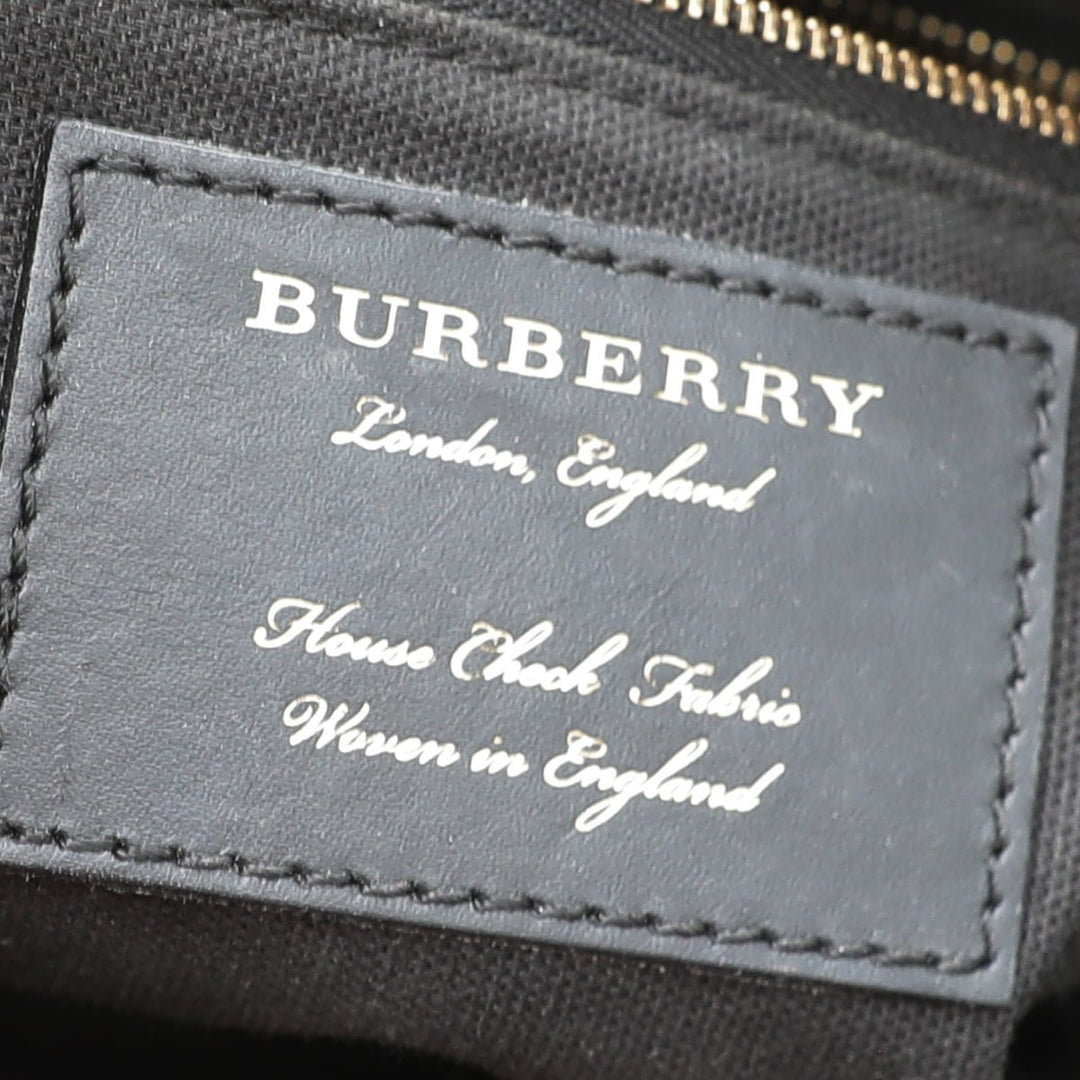 BURBERRY
London, England
House Check Fabric
Woven in England